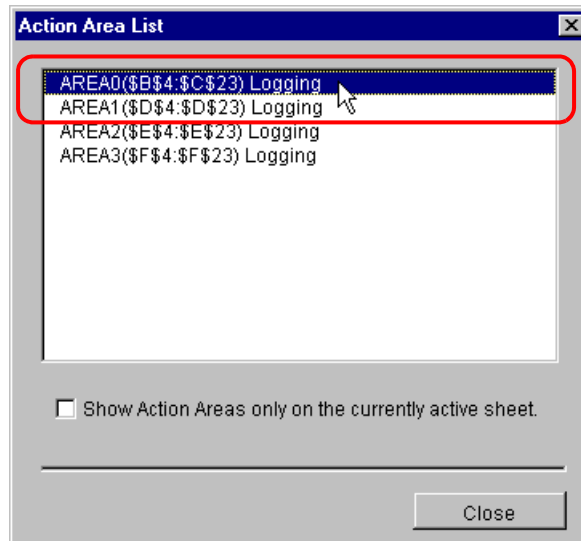 Action Area List
AREA0($B$4:$C$23) Logging
AREA1($D$4:$D$23) Logging
AREA2($E$4:$E$23) Logging
AREA3($F$4:$F$23) Logging
Show Action Areas only on the currently active sheet.
Close